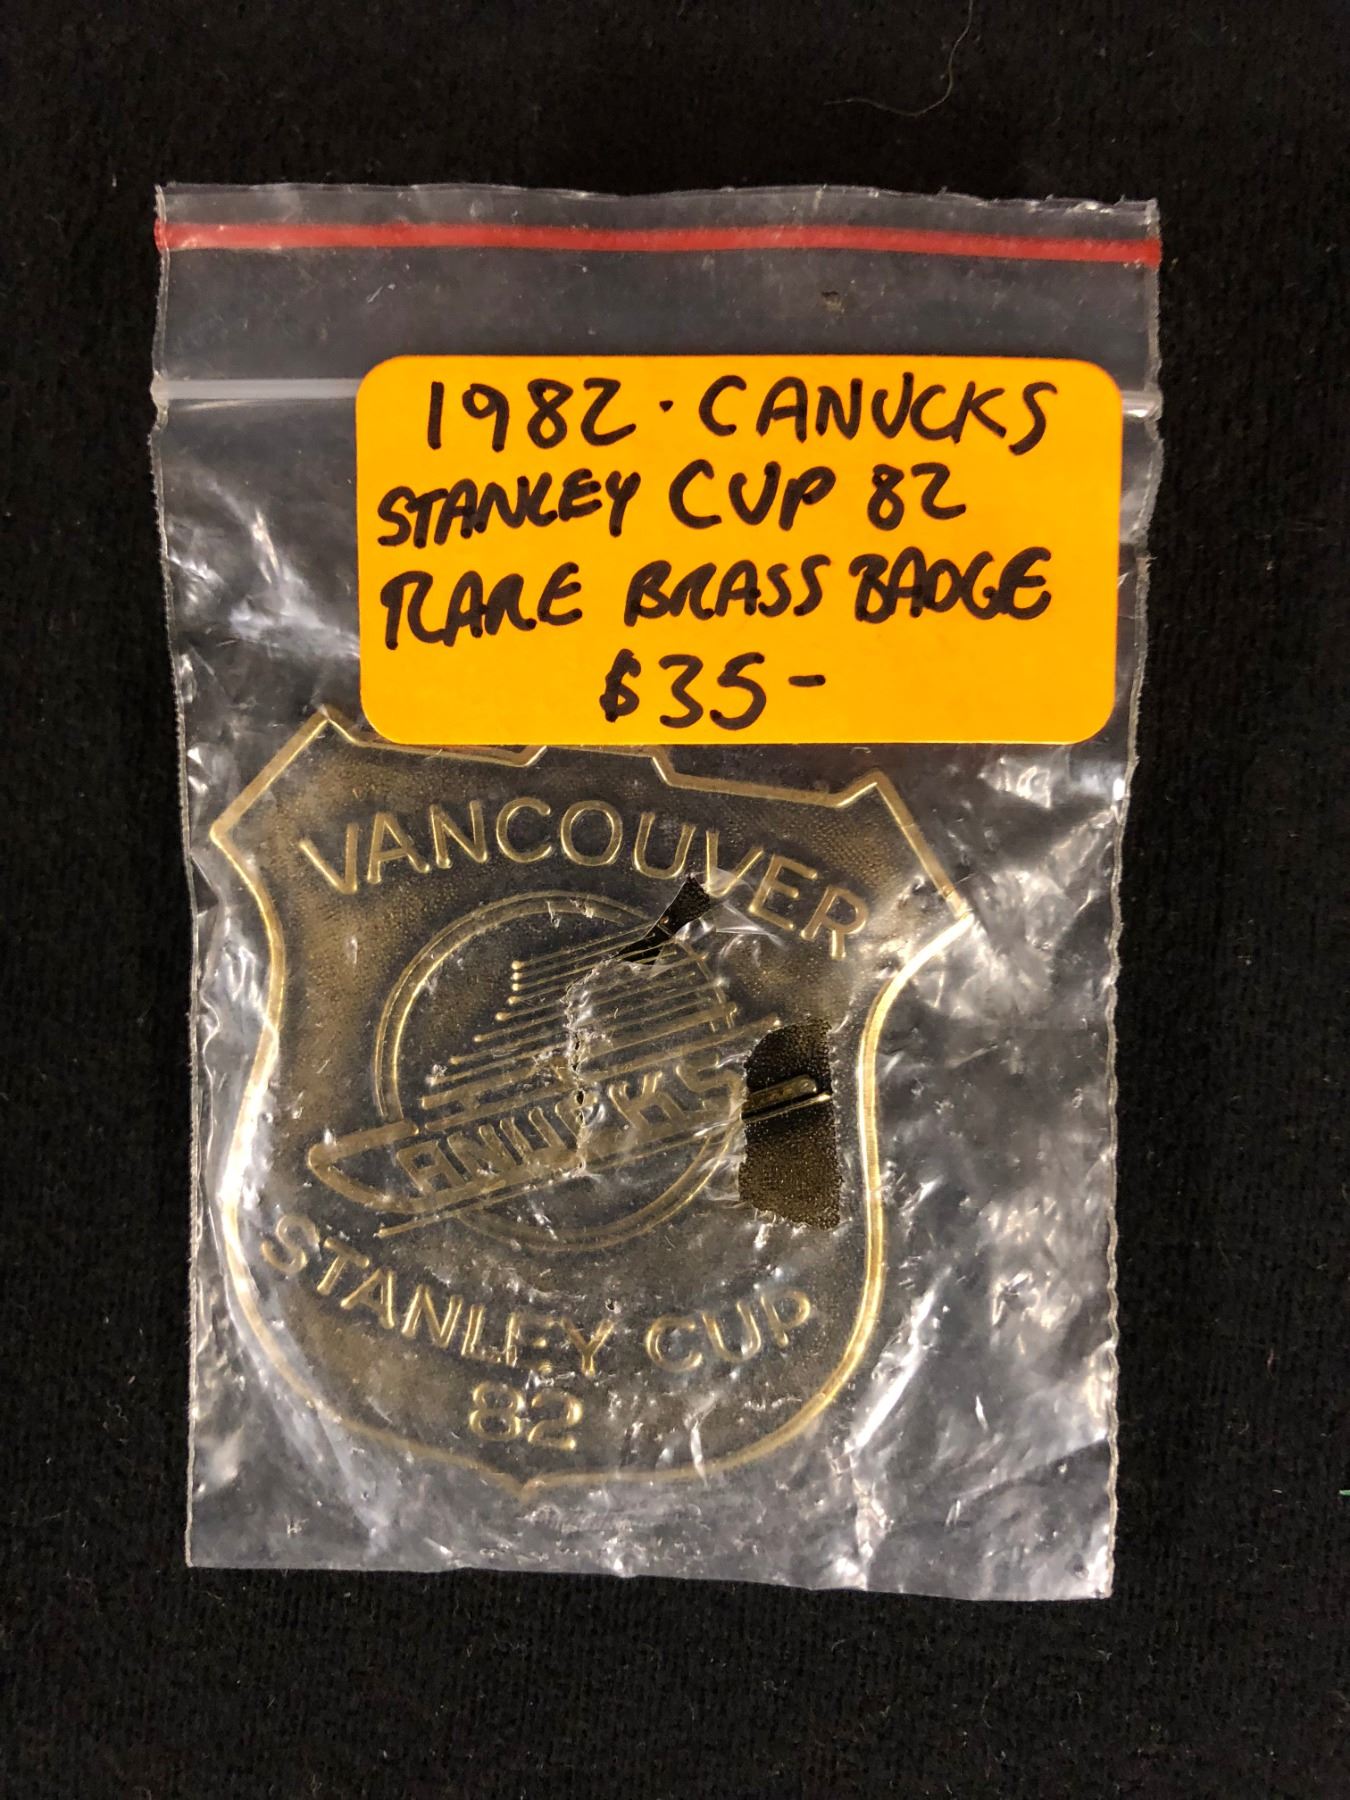 1982 · CANUCKS
STANLEY CUP 82
RARE BRASS BADGE
$35-
VANCOUVER
CANUCKS
STANLEY CUP
82